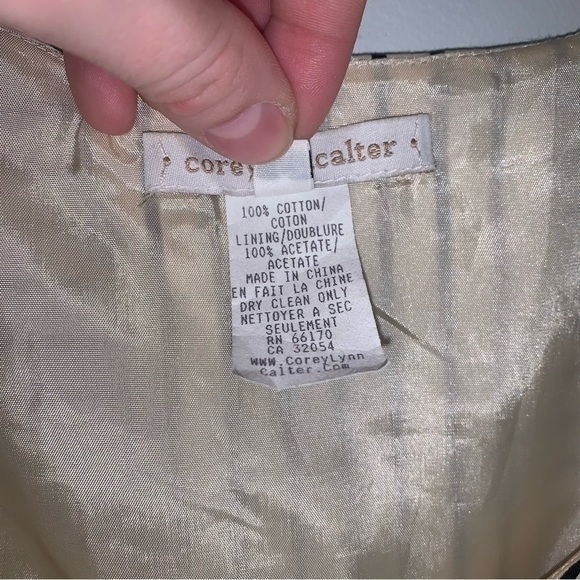 corey calter
100% COTTON/
COTON
LINING/DOUBLURE
100% ACETATE/
ACETATE
MADE IN CHINA
EN FAIT LA CHINE
DRY CLEAN ONLY
NETTOYER A SEC
SEULEMENT
RN 66170
CA 32054
www.CoreyLynn
Calter.Com